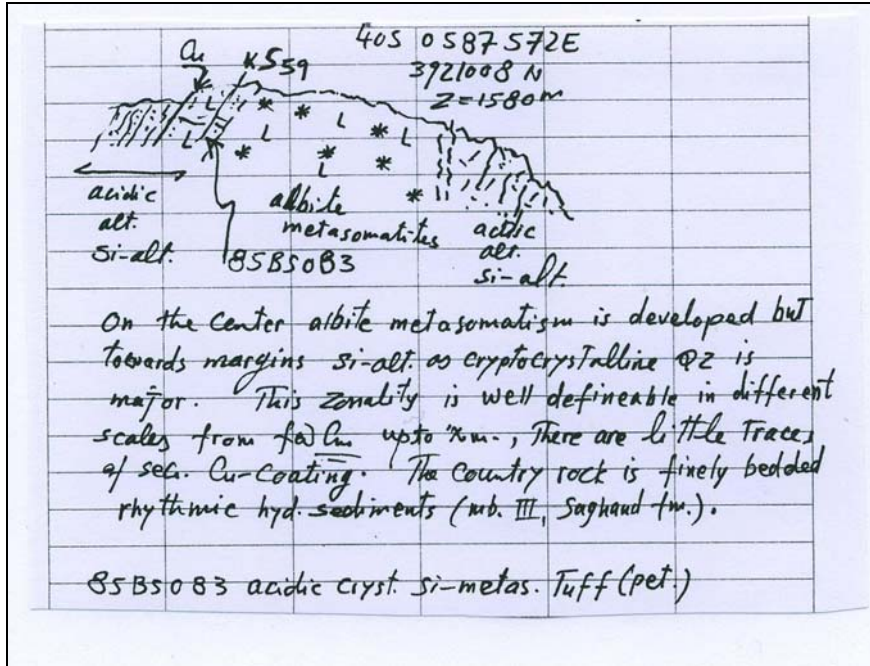 40S 0587572E
3921008 N
Z=1580m
Cu
KS59
L
L
L L
L
L
acidic
alt.
Si-alt.
albite
metasomatites
acidic
alt.
Si-alt.
85BS083
On the center albite metasomatism is developed but
towards margins Si-alt. as cryptocrystalline QZ is
major. This zonality is well defineable in different
scales from few Cm upto Xm., There are little Traces
of sec. Cu-coating. The country rock is finely bedded
rhythmic hyd. sediments (mb. III, Saghand fm.).
85BS083 acidic cryst. Si-metas. Tuff (pet.)